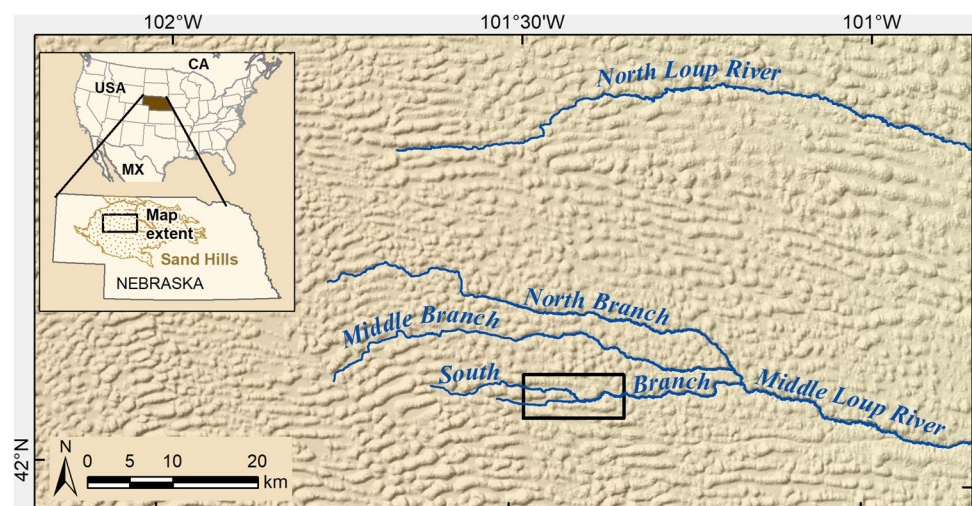 102°W
101°30'W
101°W
CA
USA
MX
Map
extent
Sand Hills
NEBRASKA
North Loup River
North Branch
Middle Branch
South Branch
Middle Loup River
42°N
N
0 5 10 20
km